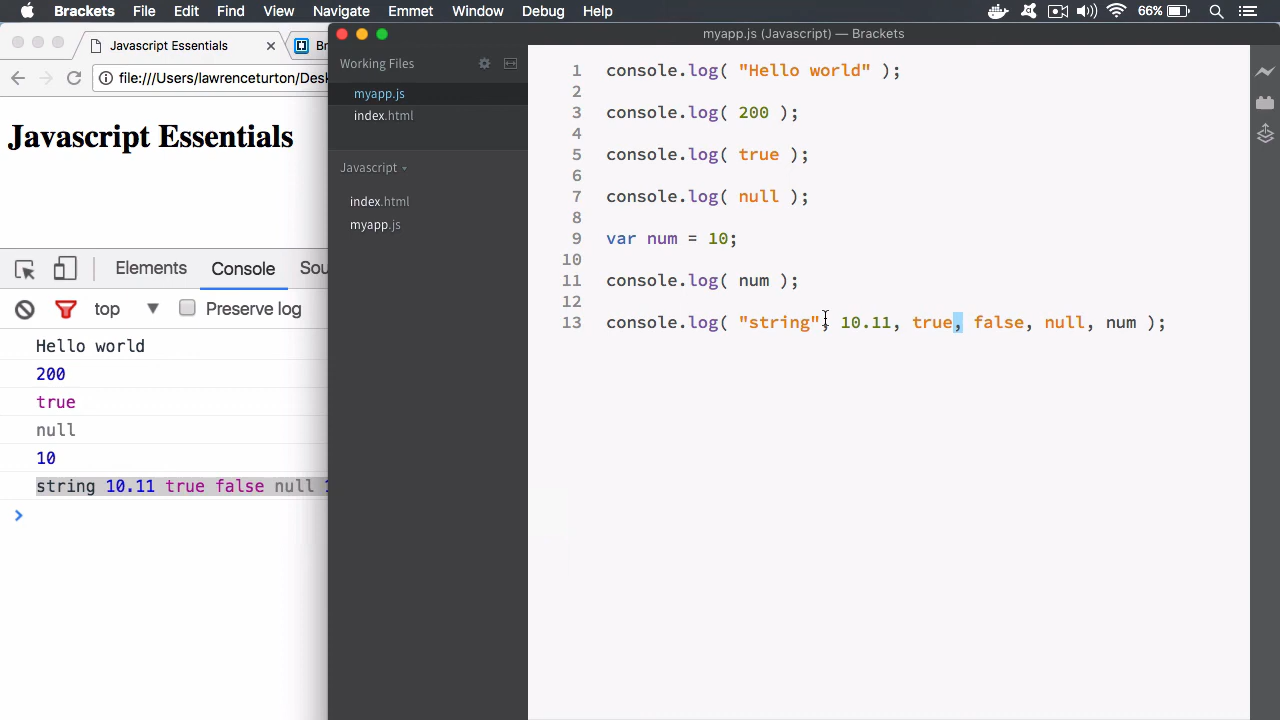 Brackets File Edit Find View Navigate Emmet Window Debug Help 66%
Javascript Essentials
file:///Users/lawrenceturton/Desk
Javascript Essentials
Elements Console
top Preserve log
Hello world
200
true
null
10
string 10.11 true false null
>
myapp.js (Javascript) — Brackets
Working Files
myapp.js
index.html
Javascript
index.html
myapp.js
1 console.log( "Hello world" );
2
3 console.log( 200 );
4
5 console.log( true );
6
7 console.log( null );
8
9 var num = 10;
10
11 console.log( num );
12
13 console.log( "string", 10.11, true, false, null, num );